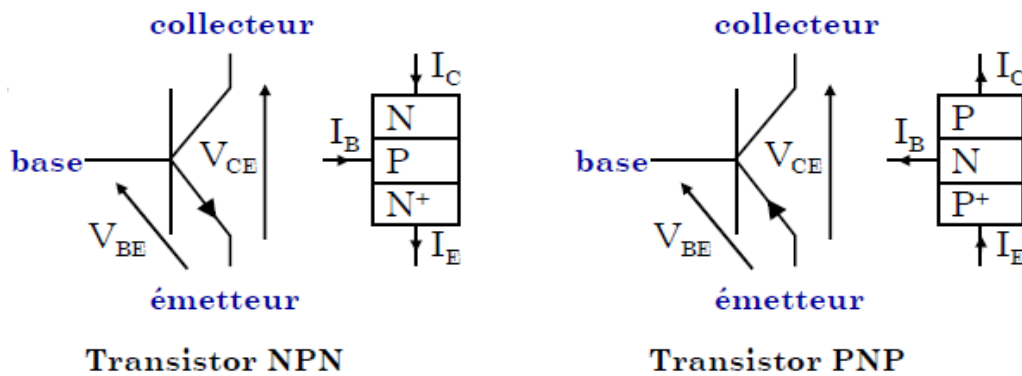 collecteur
I_C
N
I_B
V_CE
P
base
N⁺
V_BE
I_E
émetteur
Transistor NPN
collecteur
I_C
P
I_B
V_CE
N
base
P⁺
V_BE
I_E
émetteur
Transistor PNP